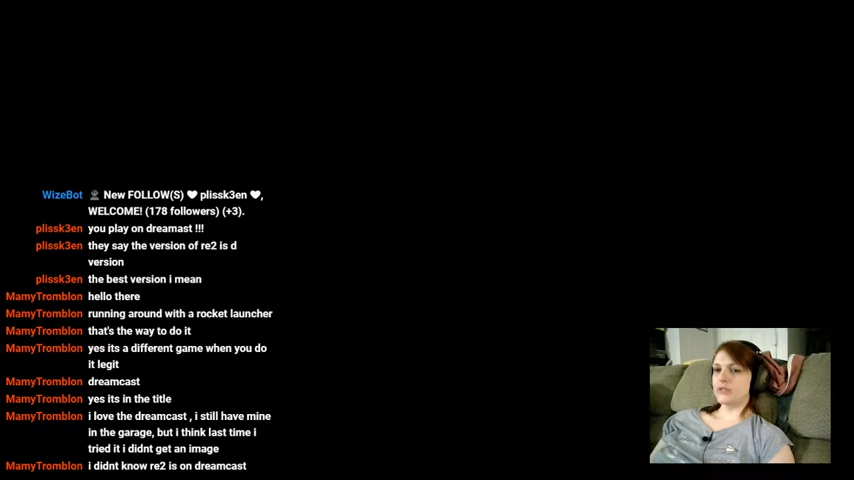 WizeBot New FOLLOW(S) ♥ plissk3en ♥,
WELCOME! (178 followers) (+3).
plissk3en you play on dreamast !!!
plissk3en they say the version of re2 is d
version
plissk3en the best version i mean
MamyTromblon hello there
MamyTromblon running around with a rocket launcher
MamyTromblon that's the way to do it
MamyTromblon yes its a different game when you do
it legit
MamyTromblon dreamcast
MamyTromblon yes its in the title
MamyTromblon i love the dreamcast , i still have mine
in the garage, but i think last time i
tried it i didnt get an image
MamyTromblon i didnt know re2 is on dreamcast